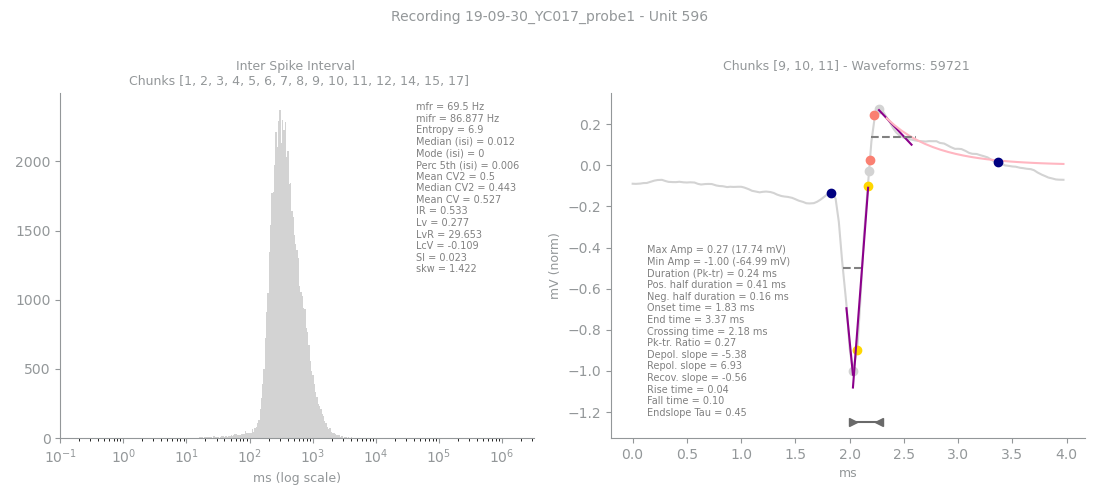 Recording 19-09-30_YC017_probe1 - Unit 596
Inter Spike Interval
Chunks [1, 2, 3, 4, 5, 6, 7, 8, 9, 10, 11, 12, 14, 15, 17]
mfr = 69.5 Hz
mifr = 86.877 Hz
Entropy = 6.9
Median (isi) = 0.012
Mode (isi) = 0
Perc 5th (isi) = 0.006
Mean CV2 = 0.5
Median CV2 = 0.443
Mean CV = 0.527
IR = 0.533
Lv = 0.277
LvR = 29.653
LcV = -0.109
SI = 0.023
skw = 1.422
2000
1500
1000
500
0
10⁻¹ 10⁰ 10¹ 10² 10³ 10⁴ 10⁵ 10⁶
ms (log scale)
Chunks [9, 10, 11] - Waveforms: 59721
mV (norm)
0.2
0.0
−0.2
−0.4
−0.6
−0.8
−1.0
−1.2
Max Amp = 0.27 (17.74 mV)
Min Amp = -1.00 (-64.99 mV)
Duration (Pk-tr) = 0.24 ms
Pos. half duration = 0.41 ms
Neg. half duration = 0.16 ms
Onset time = 1.83 ms
End time = 3.37 ms
Crossing time = 2.18 ms
Pk-tr. Ratio = 0.27
Depol. slope = -5.38
Repol. slope = 6.93
Recov. slope = -0.56
Rise time = 0.04
Fall time = 0.10
Endslope Tau = 0.45
0.0 0.5 1.0 1.5 2.0 2.5 3.0 3.5 4.0
ms